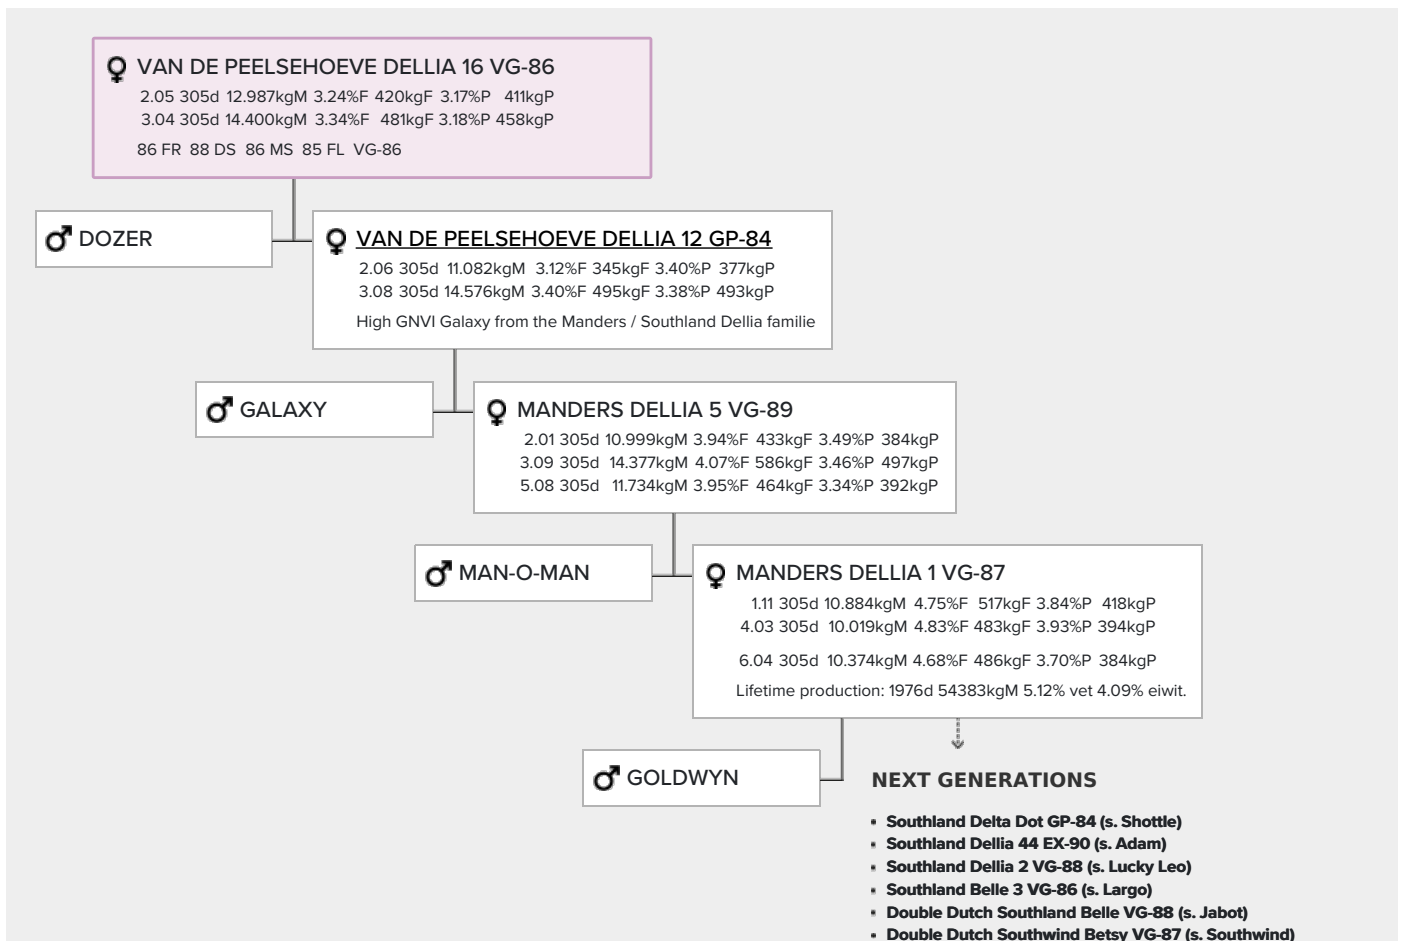 VAN DE PEELSEHOEVE DELLIA 16 VG-86
2.05 305d 12.987kgM 3.24%F 420kgF 3.17%P 411kgP
3.04 305d 14.400kgM 3.34%F 481kgF 3.18%P 458kgP
86 FR 88 DS 86 MS 85 FL VG-86
DOZER
VAN DE PEELSEHOEVE DELLIA 12 GP-84
2.06 305d 11.082kgM 3.12%F 345kgF 3.40%P 377kgP
3.08 305d 14.576kgM 3.40%F 495kgF 3.38%P 493kgP
High GNVI Galaxy from the Manders / Southland Dellia familie
GALAXY
MANDERS DELLIA 5 VG-89
2.01 305d 10.999kgM 3.94%F 433kgF 3.49%P 384kgP
3.09 305d 14.377kgM 4.07%F 586kgF 3.46%P 497kgP
5.08 305d 11.734kgM 3.95%F 464kgF 3.34%P 392kgP
MAN-O-MAN
MANDERS DELLIA 1 VG-87
1.11 305d 10.884kgM 4.75%F 517kgF 3.84%P 418kgP
4.03 305d 10.019kgM 4.83%F 483kgF 3.93%P 394kgP
6.04 305d 10.374kgM 4.68%F 486kgF 3.70%P 384kgP
Lifetime production: 1976d 54383kgM 5.12% vet 4.09% eiwit.
GOLDWYN
NEXT GENERATIONS
Southland Delta Dot GP-84 (s. Shottle)
Southland Dellia 44 EX-90 (s. Adam)
Southland Dellia 2 VG-88 (s. Lucky Leo)
Southland Belle 3 VG-86 (s. Largo)
Double Dutch Southland Belle VG-88 (s. Jabot)
Double Dutch Southwind Betsy VG-87 (s. Southwind)